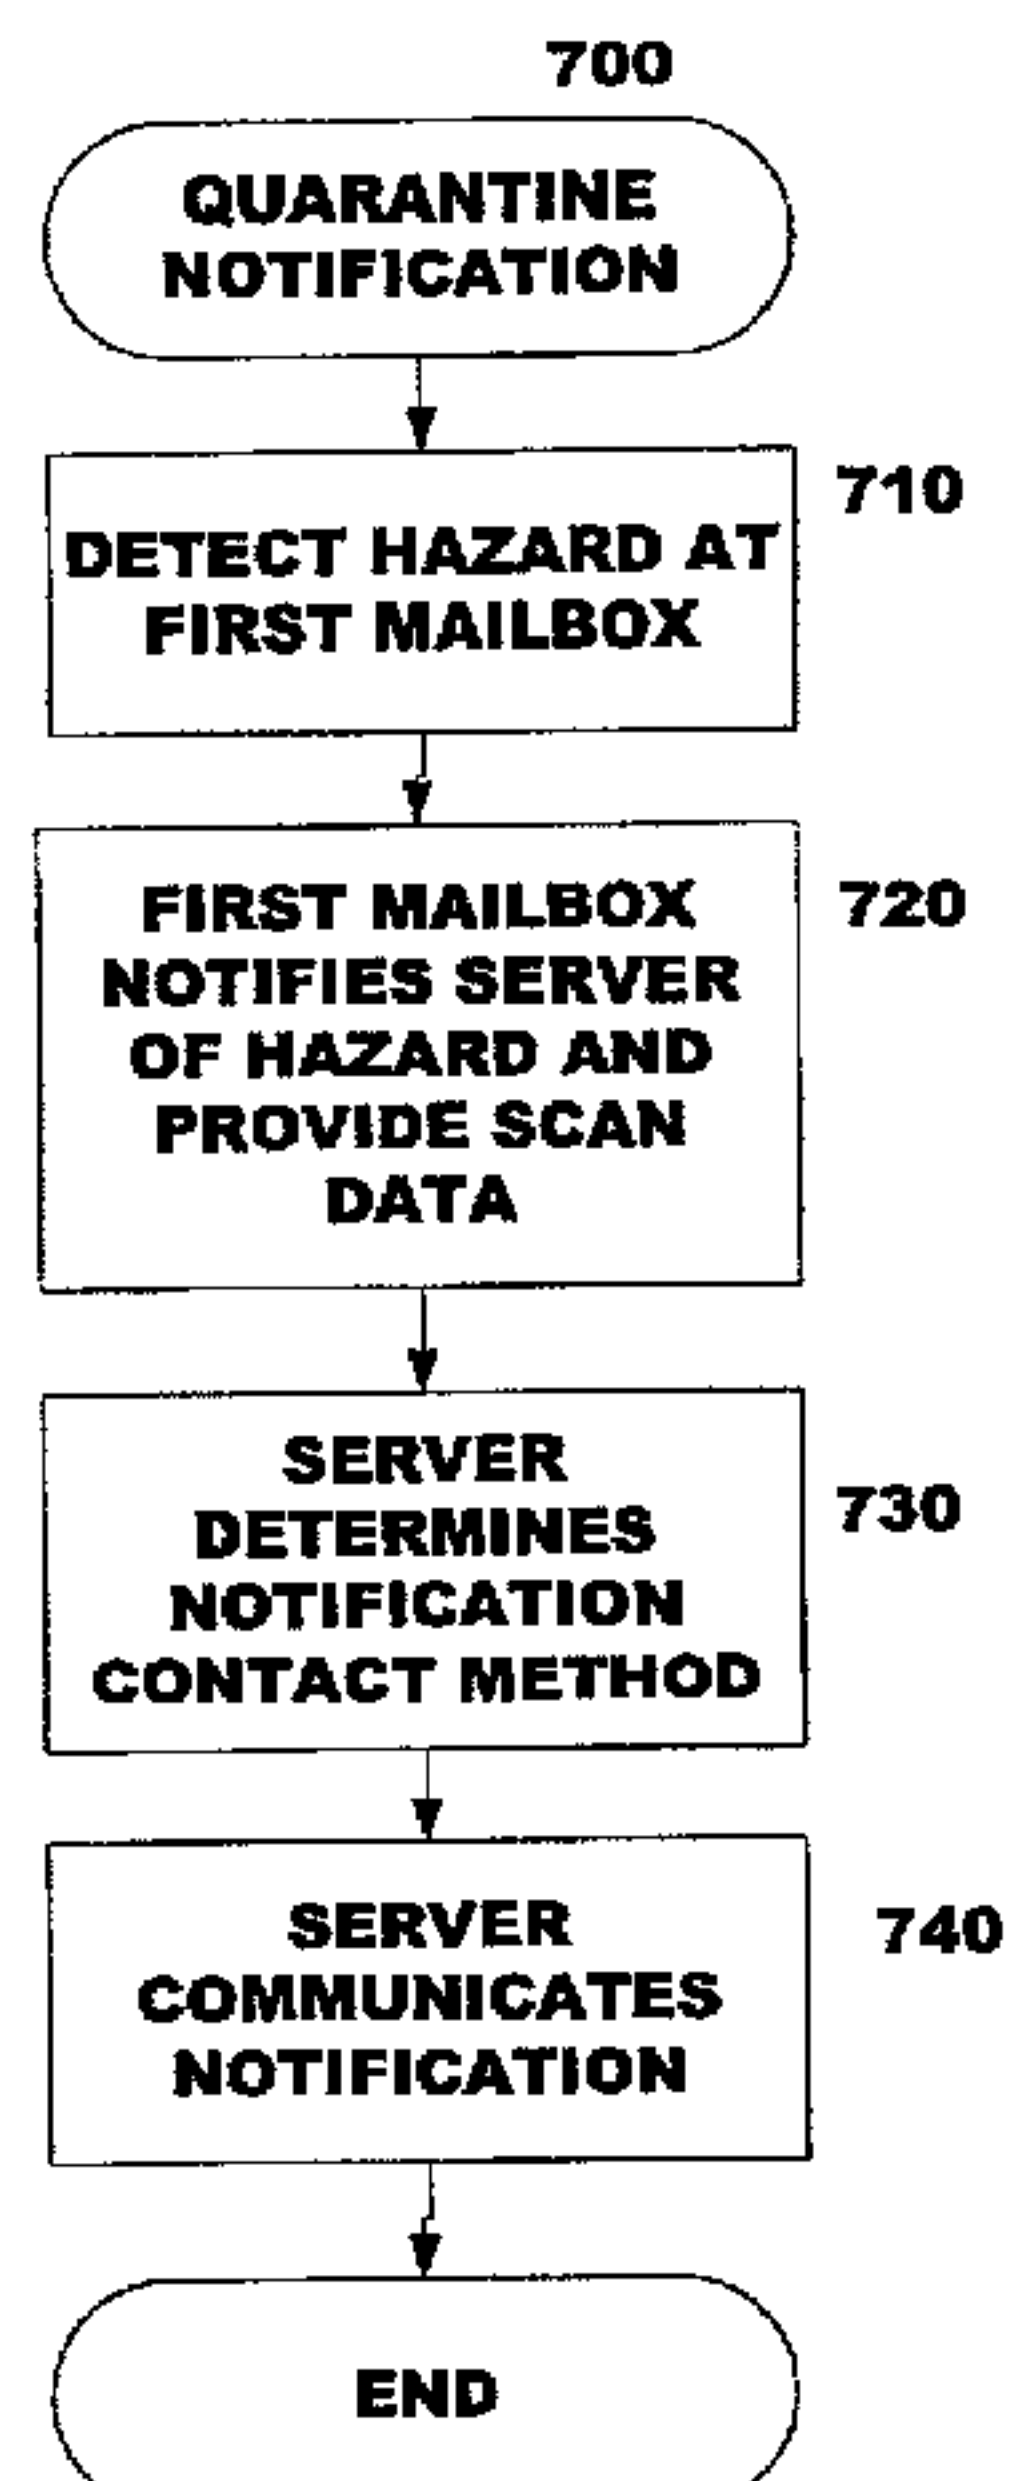 700
QUARANTINE
NOTIFICATION
710
DETECT HAZARD AT
FIRST MAILBOX
720
FIRST MAILBOX
NOTIFIES SERVER
OF HAZARD AND
PROVIDE SCAN
DATA
730
SERVER
DETERMINES
NOTIFICATION
CONTACT METHOD
740
SERVER
COMMUNICATES
NOTIFICATION
END